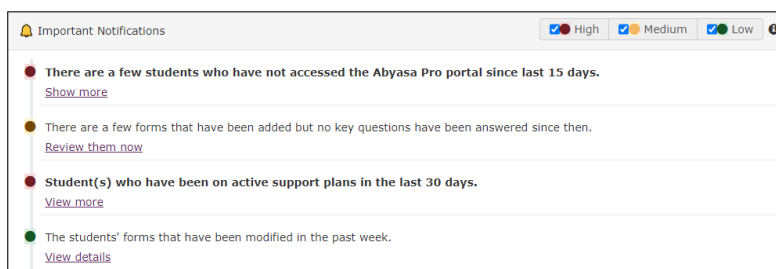 Important Notifications
High
Medium
Low
There are a few students who have not accessed the Abyasa Pro portal since last 15 days.
Show more
There are a few forms that have been added but no key questions have been answered since then.
Review them now
Student(s) who have been on active support plans in the last 30 days.
View more
The students' forms that have been modified in the past week.
View details